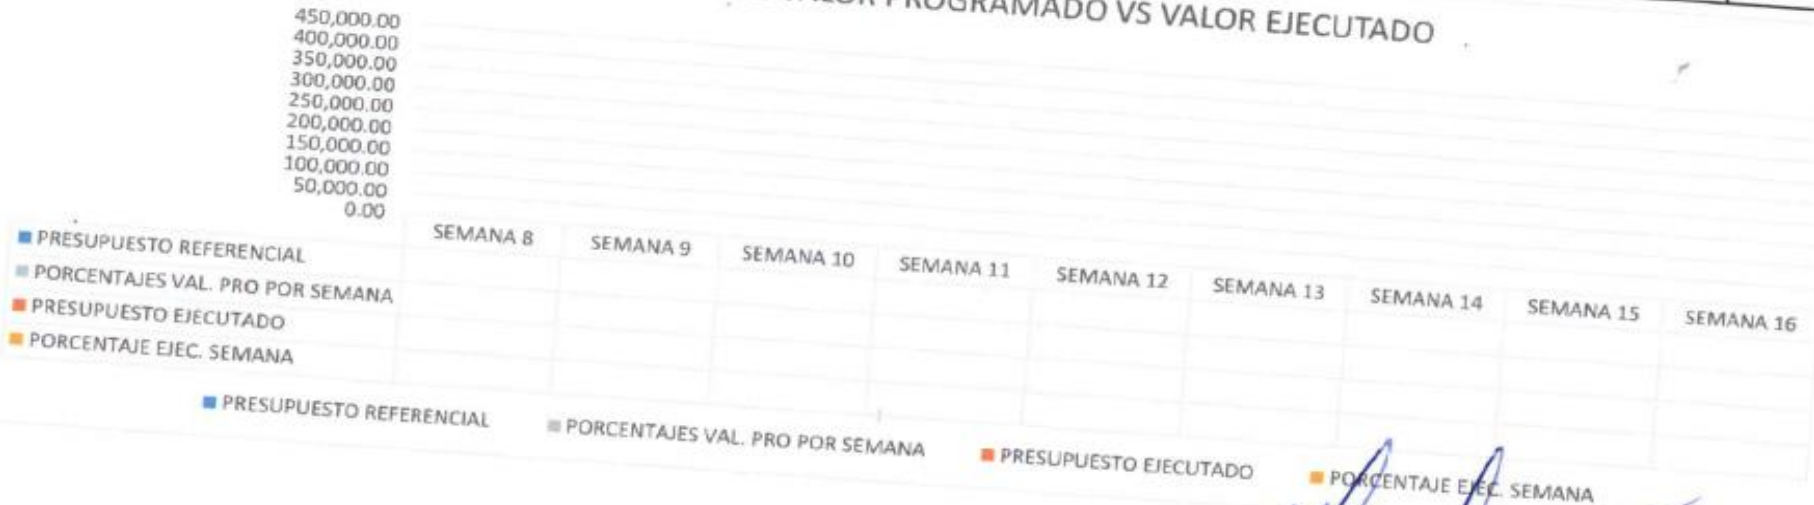 VALOR PROGRAMADO VS VALOR EJECUTADO
450,000.00
400,000.00
350,000.00
300,000.00
250,000.00
200,000.00
150,000.00
100,000.00
50,000.00
0.00
SEMANA 8 SEMANA 9 SEMANA 10 SEMANA 11 SEMANA 12 SEMANA 13 SEMANA 14 SEMANA 15 SEMANA 16
PRESUPUESTO REFERENCIAL
PORCENTAJES VAL. PRO POR SEMANA
PRESUPUESTO EJECUTADO
PORCENTAJE EJEC. SEMANA
PRESUPUESTO REFERENCIAL PORCENTAJES VAL. PRO POR SEMANA PRESUPUESTO EJECUTADO PORCENTAJE EJEC. SEMANA